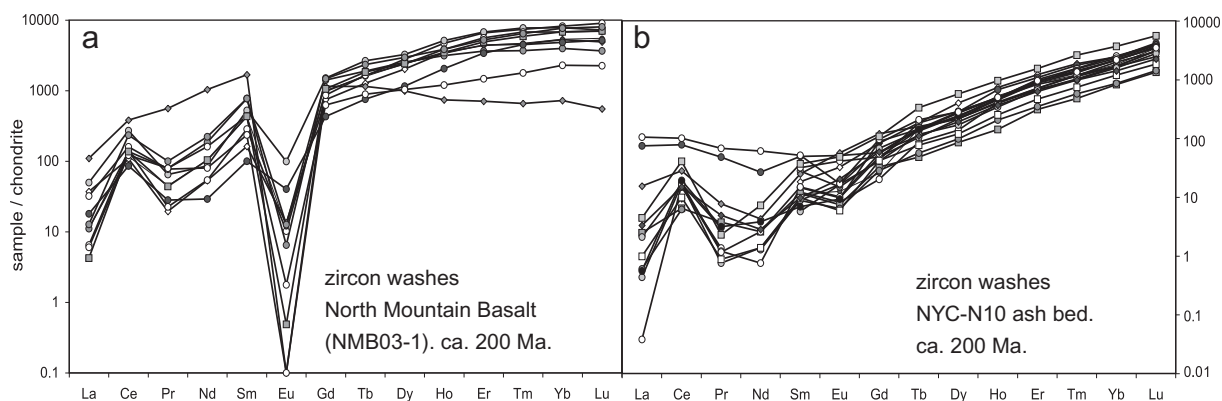 a
10000
1000
100
10
1
0.1
sample / chondrite
zircon washes
North Mountain Basalt
(NMB03-1). ca. 200 Ma.
La Ce Pr Nd Sm Eu Gd Tb Dy Ho Er Tm Yb Lu
b
10000
1000
100
10
1
0.1
0.01
zircon washes
NYC-N10 ash bed.
ca. 200 Ma.
La Ce Pr Nd Sm Eu Gd Tb Dy Ho Er Tm Yb Lu